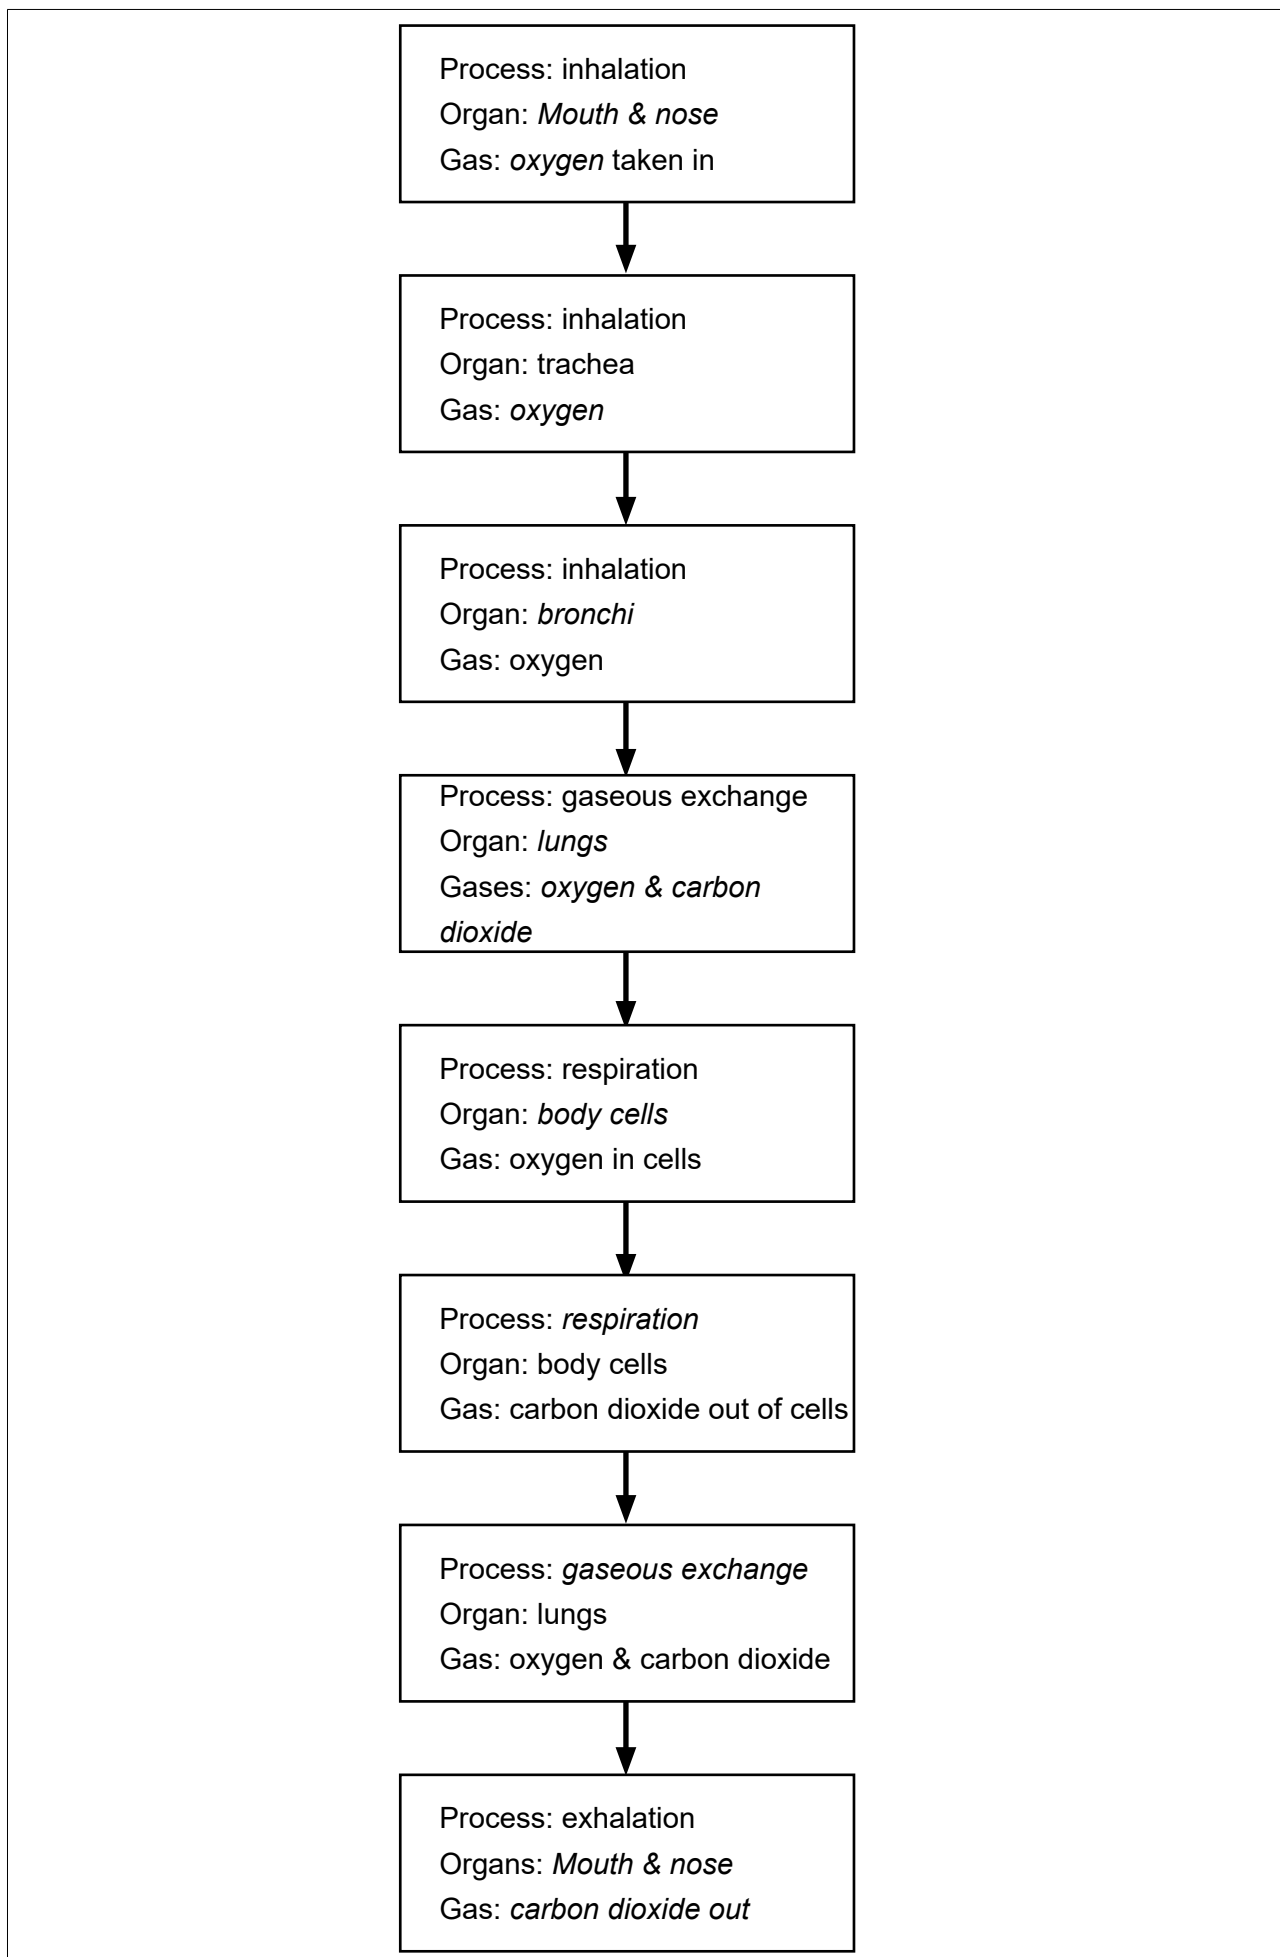 Process: inhalation
Organ: Mouth & nose
Gas: oxygen taken in
Process: inhalation
Organ: trachea
Gas: oxygen
Process: inhalation
Organ: bronchi
Gas: oxygen
Process: gaseous exchange
Organ: lungs
Gases: oxygen & carbon
dioxide
Process: respiration
Organ: body cells
Gas: oxygen in cells
Process: respiration
Organ: body cells
Gas: carbon dioxide out of cells
Process: gaseous exchange
Organ: lungs
Gas: oxygen & carbon dioxide
Process: exhalation
Organs: Mouth & nose
Gas: carbon dioxide out